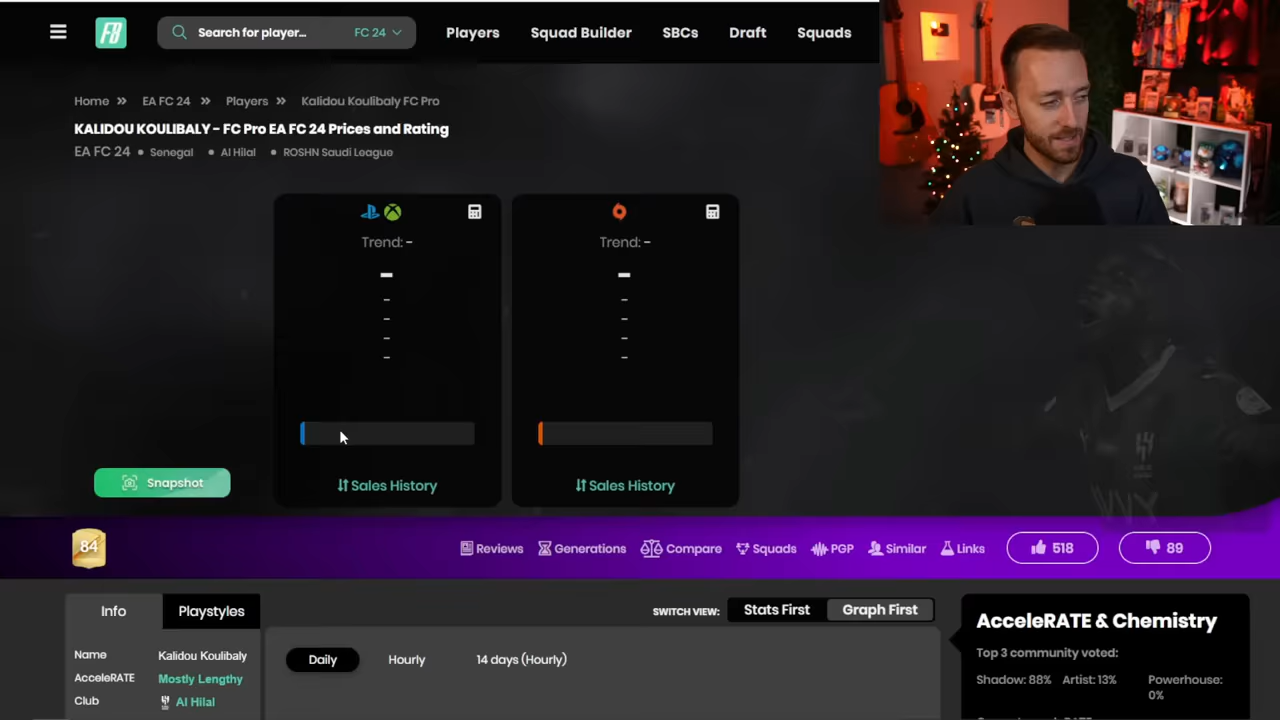 FB
Search for player...
FC 24
Players
Squad Builder
SBCs
Draft
Squads
Home » EA FC 24 » Players » Kalidou Koulibaly FC Pro
KALIDOU KOULIBALY - FC Pro EA FC 24 Prices and Rating
EA FC 24 • Senegal • Al Hilal • ROSHN Saudi League
Trend: -
-
-
-
-
-
Sales History
Trend: -
-
-
-
-
-
Sales History
Snapshot
84
Reviews
Generations
Compare
Squads
PGP
Similar
Links
518
89
Info
Playstyles
Name Kalidou Koulibaly
AcceleRATE Mostly Lengthy
Club Al Hilal
SWITCH VIEW:
Stats First
Graph First
Daily
Hourly
14 days (Hourly)
AcceleRATE & Chemistry
Top 3 community voted:
Shadow: 88%
Artist: 13%
Powerhouse:
0%